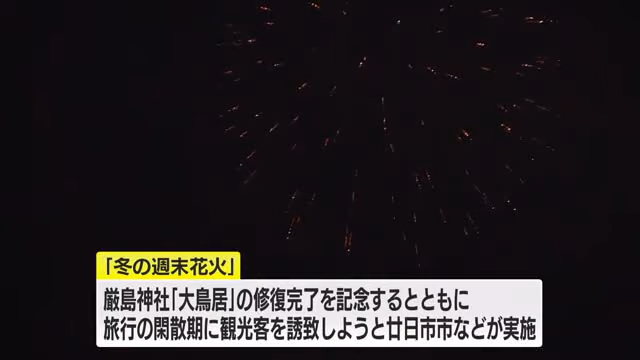 「冬の週末花火」
厳島神社「大鳥居」の修復完了を記念するとともに
旅行の閑散期に観光客を誘致しようと廿日市市などが実施